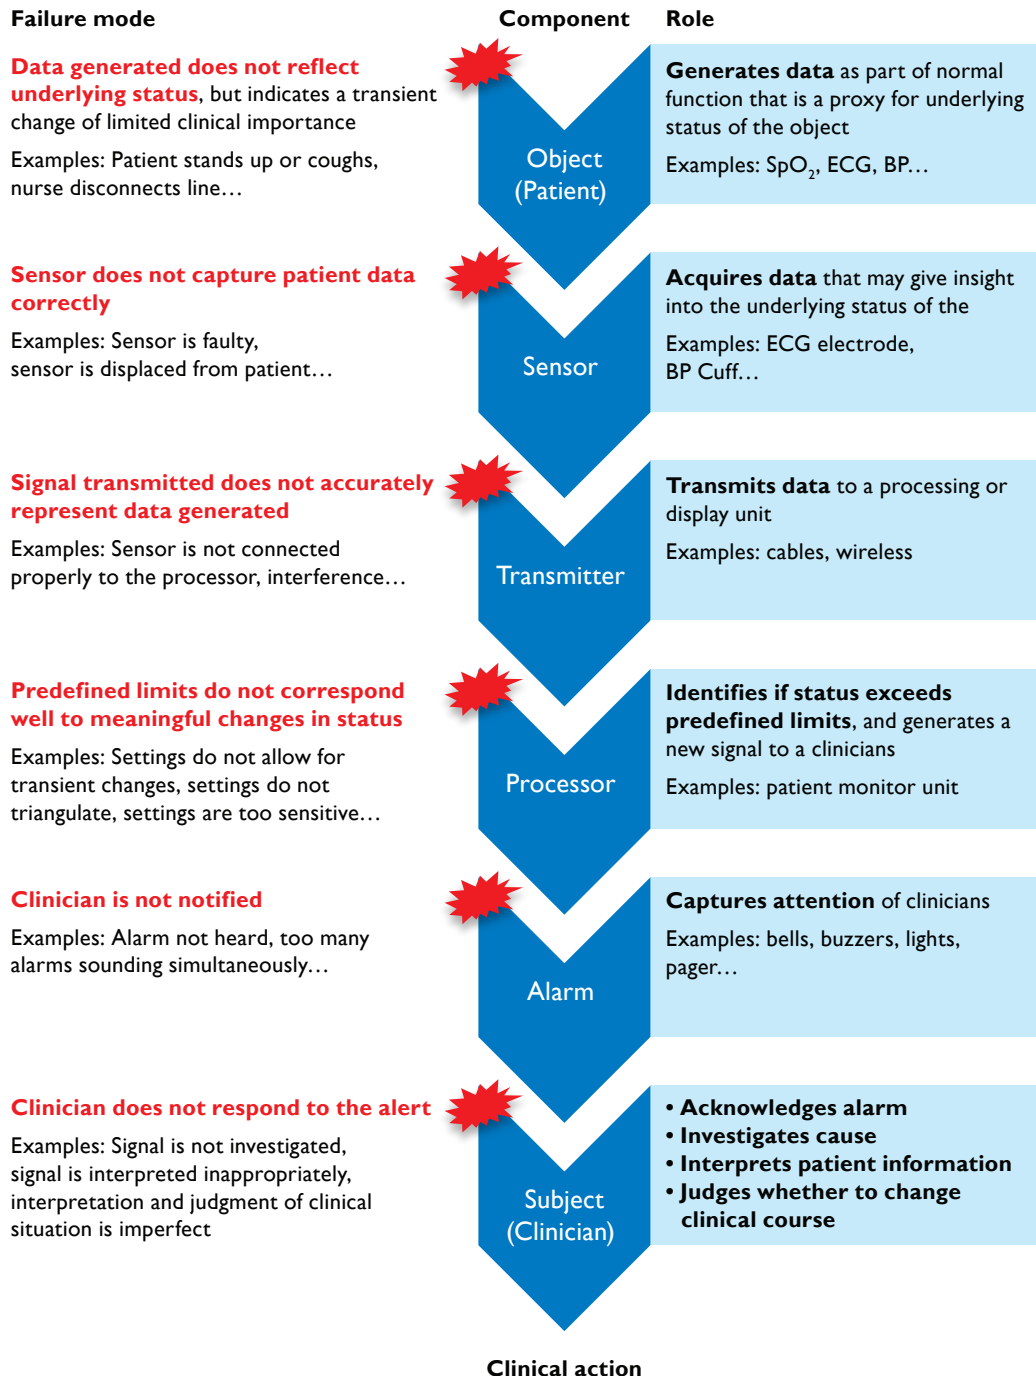 Failure mode
Component
Role
Data generated does not reflect
underlying status, but indicates a transient
change of limited clinical importance
Examples: Patient stands up or coughs,
nurse disconnects line…
Object
(Patient)
Generates data as part of normal
function that is a proxy for underlying
status of the object
Examples: SpO₂, ECG, BP…
Sensor does not capture patient data
correctly
Examples: Sensor is faulty,
sensor is displaced from patient…
Sensor
Acquires data that may give insight
into the underlying status of the
Examples: ECG electrode,
BP Cuff…
Signal transmitted does not accurately
represent data generated
Examples: Sensor is not connected
properly to the processor, interference…
Transmitter
Transmits data to a processing or
display unit
Examples: cables, wireless
Predefined limits do not correspond
well to meaningful changes in status
Examples: Settings do not allow for
transient changes, settings do not
triangulate, settings are too sensitive…
Processor
Identifies if status exceeds
predefined limits, and generates a
new signal to a clinicians
Examples: patient monitor unit
Clinician is not notified
Examples: Alarm not heard, too many
alarms sounding simultaneously…
Alarm
Captures attention of clinicians
Examples: bells, buzzers, lights,
pager…
Clinician does not respond to the alert
Examples: Signal is not investigated,
signal is interpreted inappropriately,
interpretation and judgment of clinical
situation is imperfect
Subject
(Clinician)
• Acknowledges alarm
• Investigates cause
• Interprets patient information
• Judges whether to change
clinical course
Clinical action